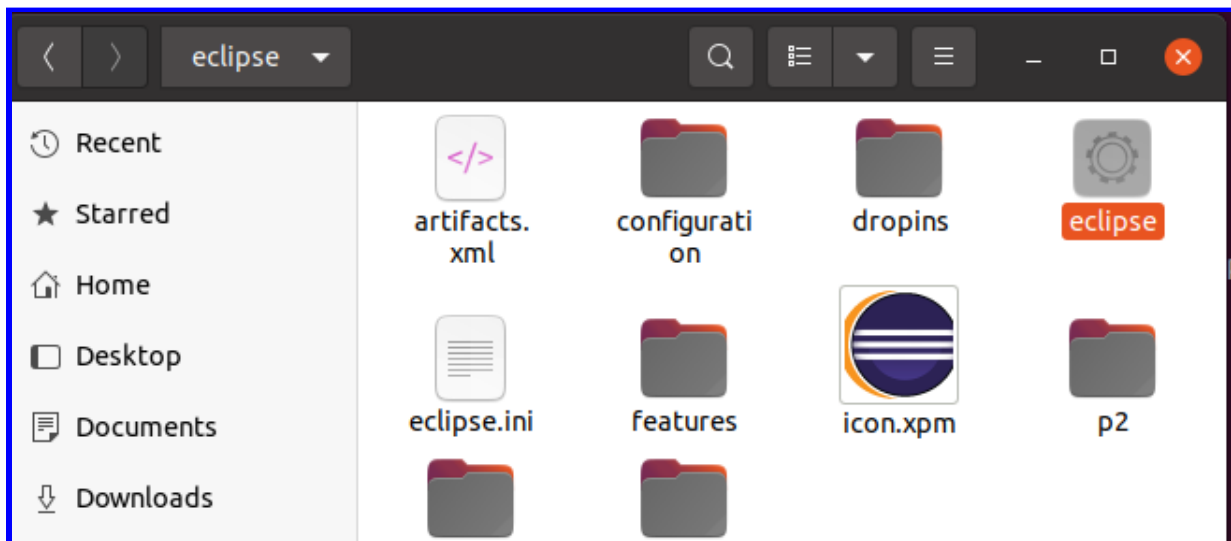 eclipse
Recent
Starred
Home
Desktop
Documents
Downloads
</>
artifacts.
xml
configurati
on
dropins
eclipse
eclipse.ini
features
icon.xpm
p2